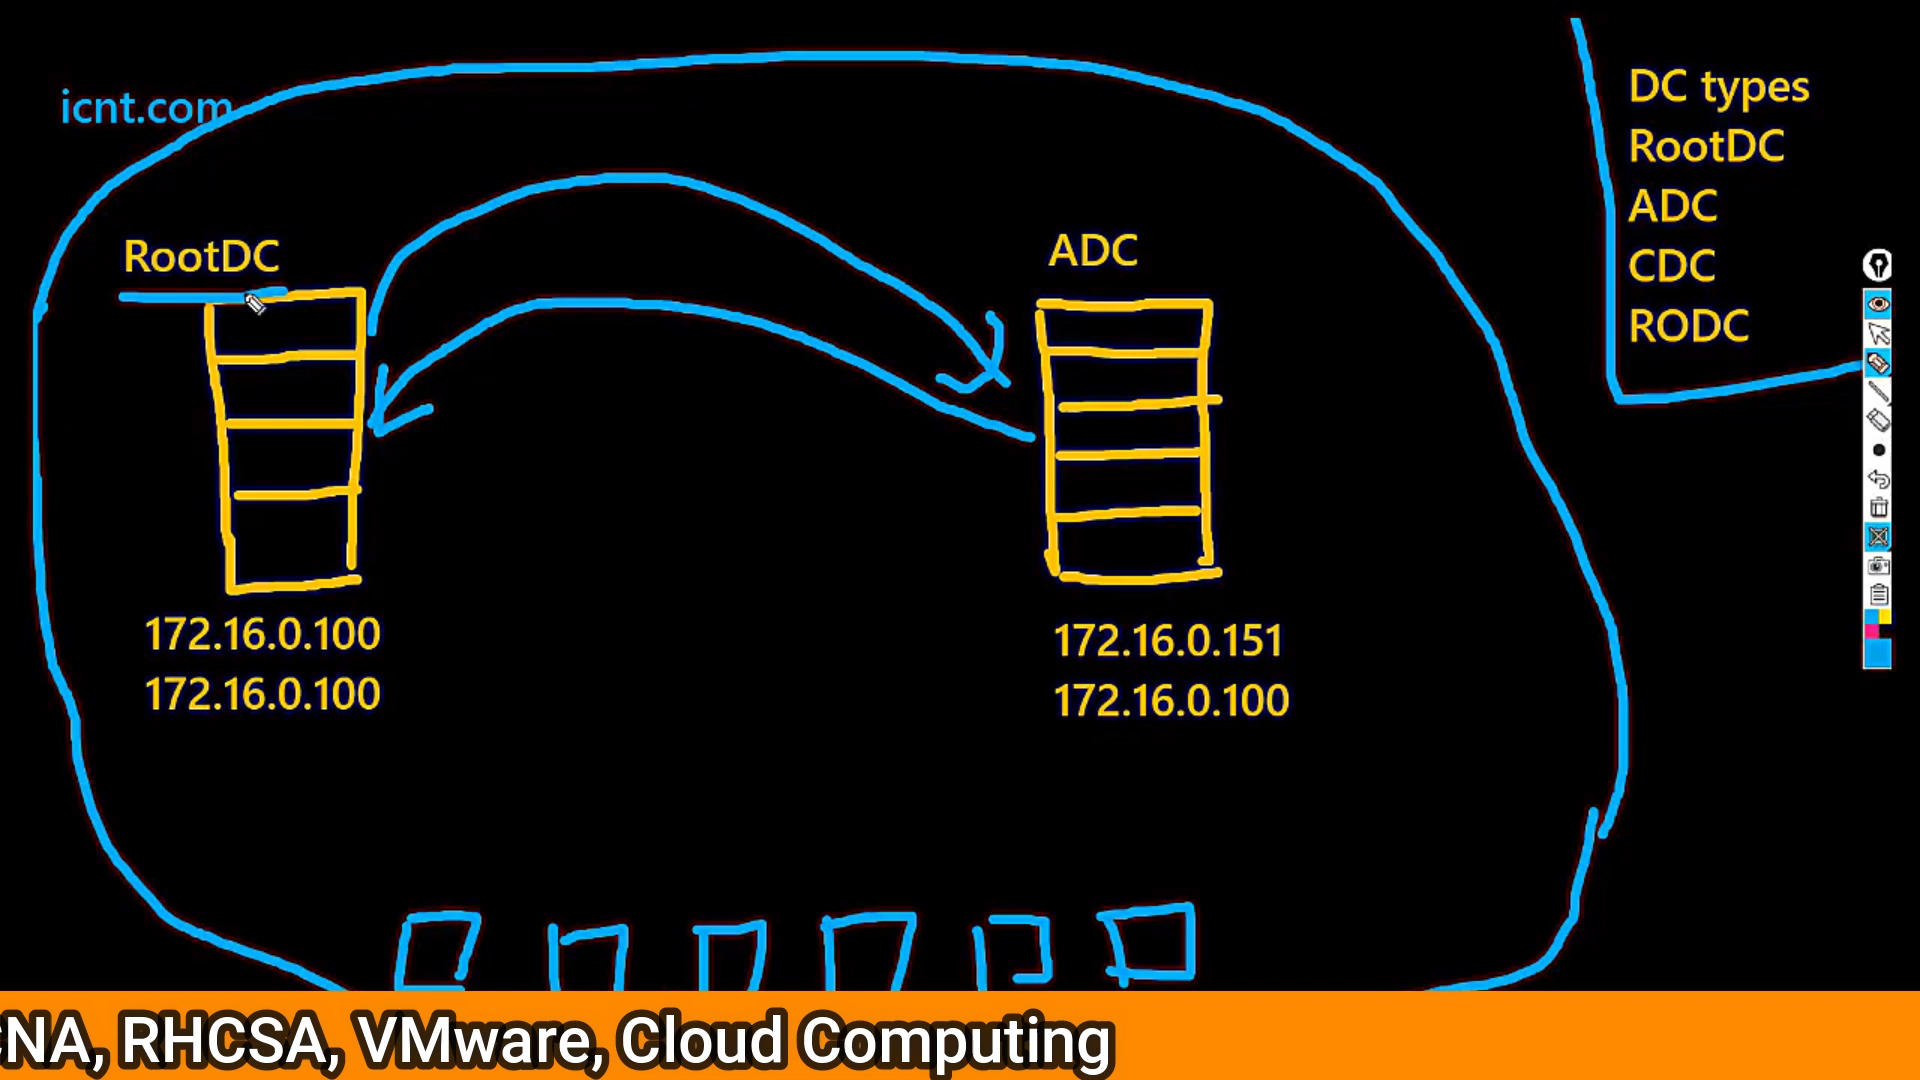 icnt.com
DC types
RootDC
ADC
CDC
RODC
RootDC
ADC
172.16.0.100
172.16.0.100
172.16.0.151
172.16.0.100
NA, RHCSA, VMware, Cloud Computing